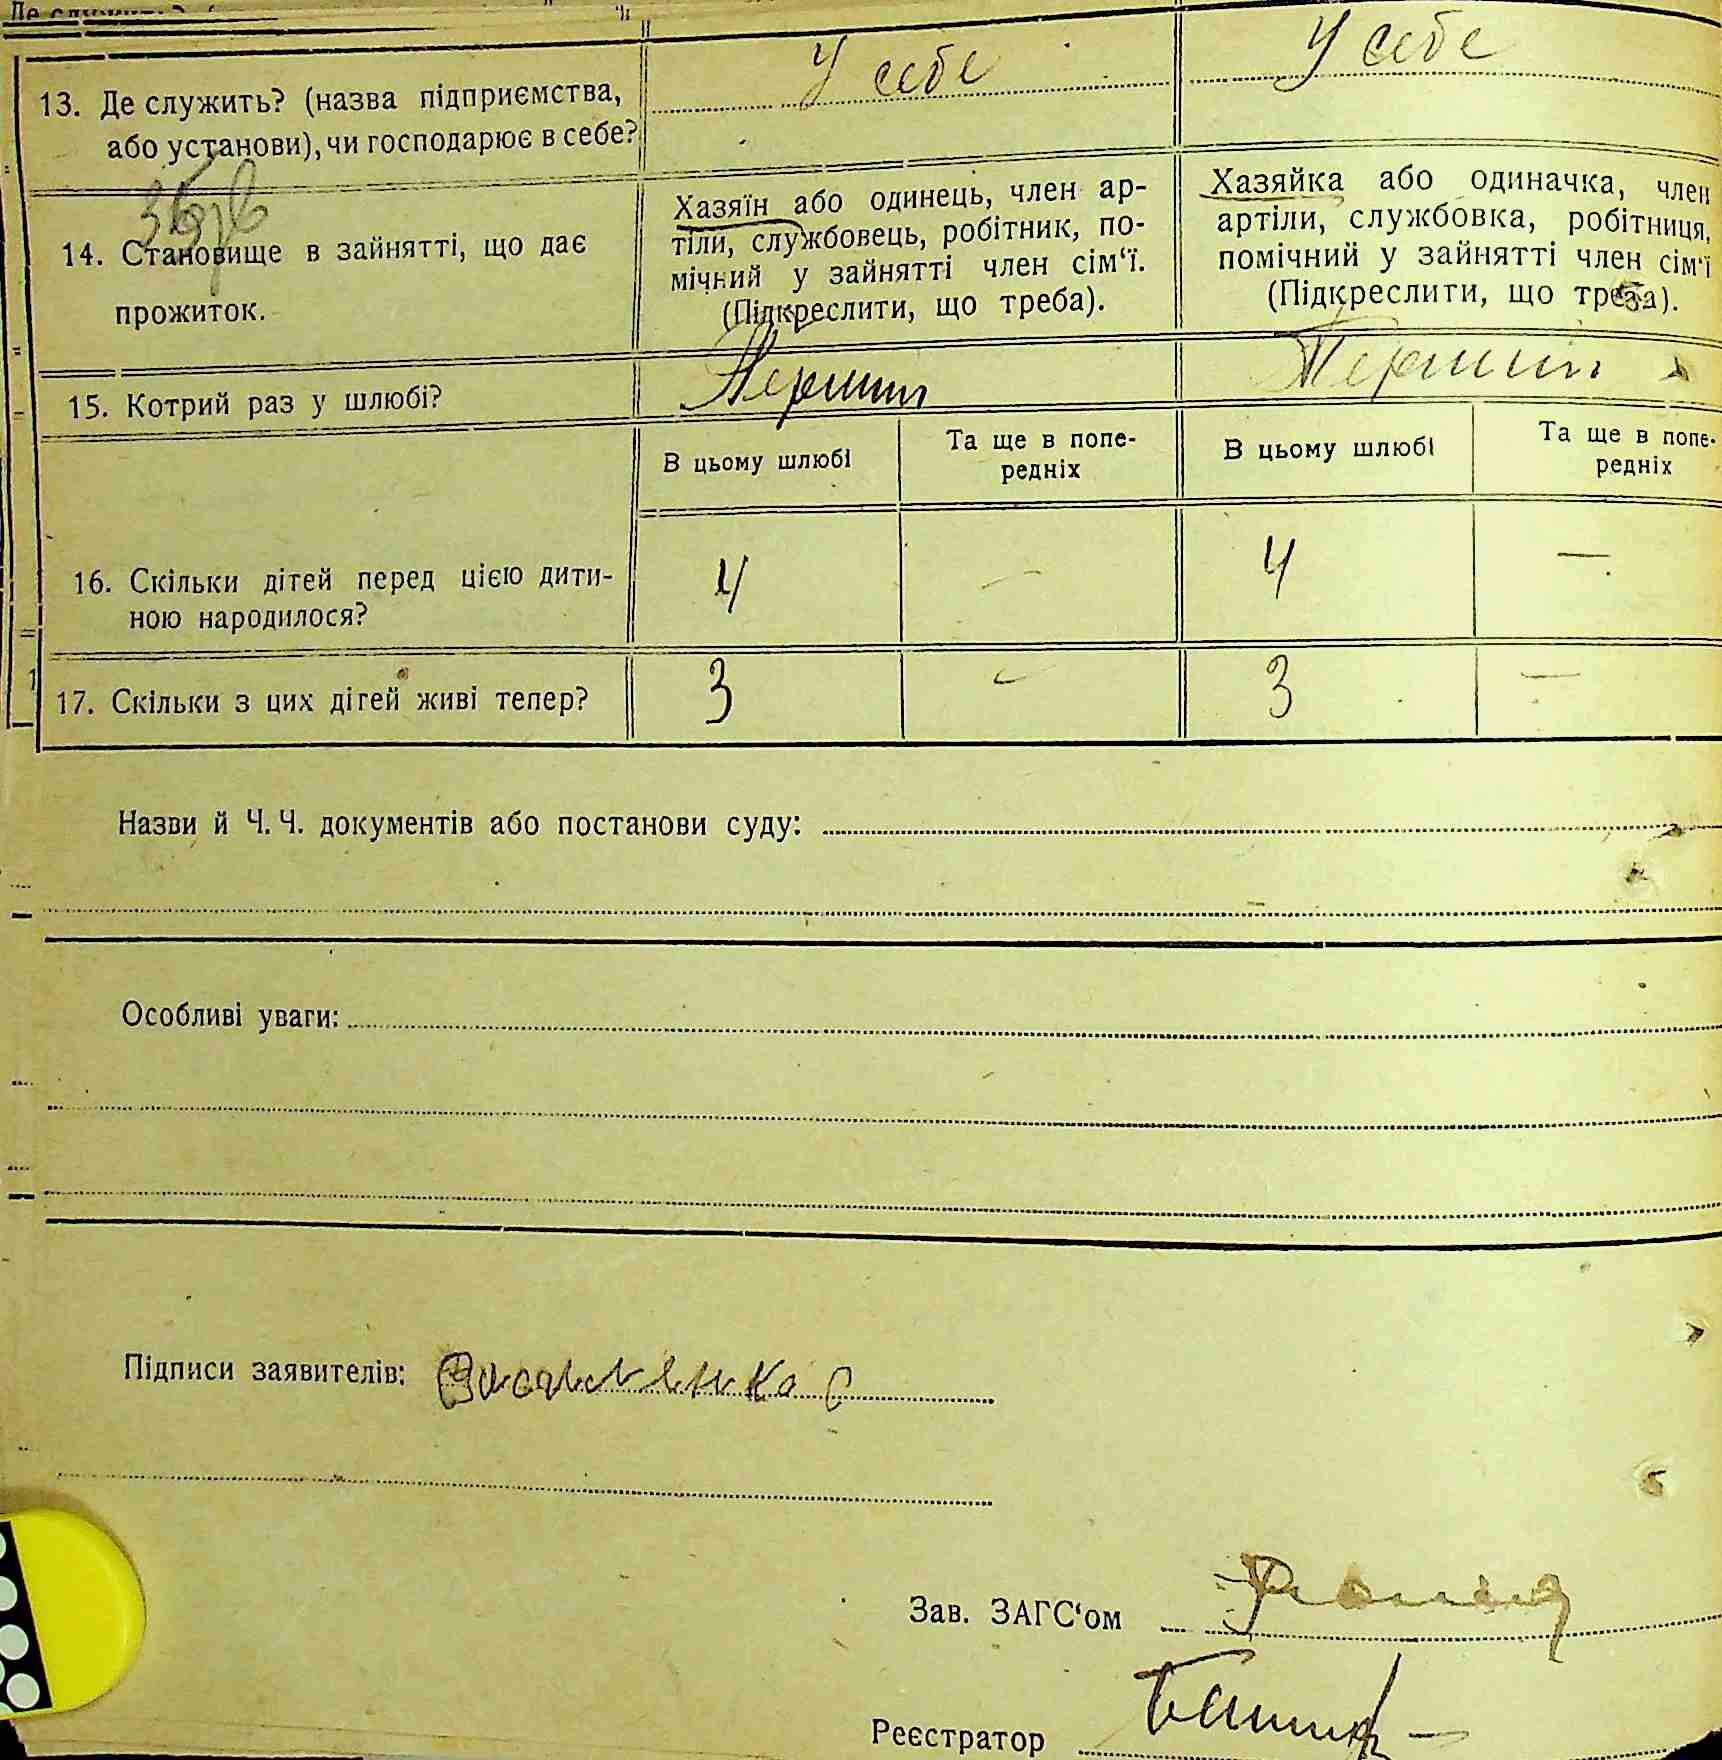 13. Де служить? (назва підприємства,
або установи), чи господарює в себе?
У себе
У себе
14. Становище в зайнятті, що дає
прожиток.
Хазяїн або одинець, член ар-
тіли, службовець, робітник, по-
мічний у зайнятті член сім‘ї.
(Підкреслити, що треба).
Хазяйка або одиначка, член
артіли, службовка, робітниця,
помічний у зайнятті член сім‘ї
(Підкреслити, що треба).
15. Котрий раз у шлюбі?
Перший
Перший
В цьому шлюбі
Та ще в попе-
редніх
В цьому шлюбі
Та ще в попе-
редніх
16. Скільки дітей перед цією дити-
ною народилося?
4 – 4 —
17. Скільки з цих дітей живі тепер?
3 – 3 —
Назви й Ч. Ч. документів або постанови суду:
Особливі уваги:
Підписи заявителів:
Зав. ЗАГС‘ом
Реєстратор